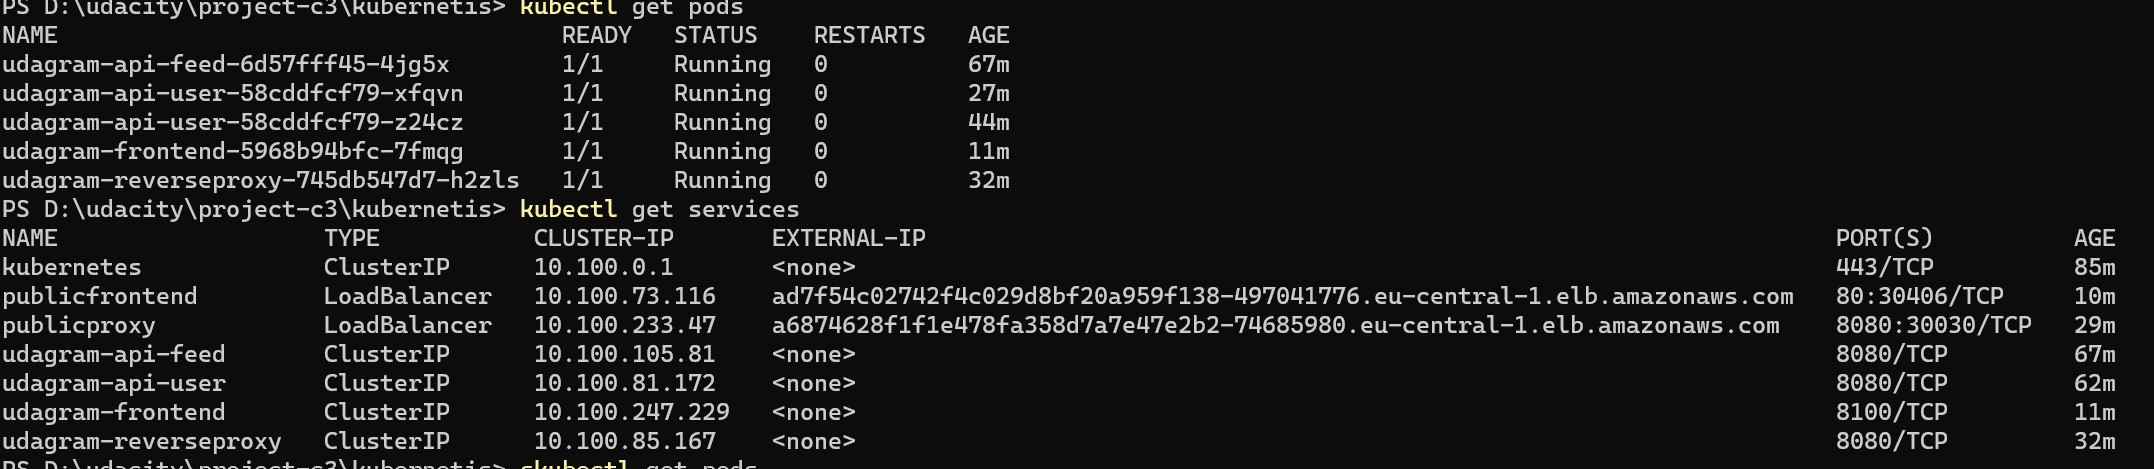 PS D:\udacity\project-c3\kubernetis> kubectl get pods
NAME READY STATUS RESTARTS AGE
udagram-api-feed-6d57fff45-4jg5x 1/1 Running 0 67m
udagram-api-user-58cddfcf79-xfqvn 1/1 Running 0 27m
udagram-api-user-58cddfcf79-z24cz 1/1 Running 0 44m
udagram-frontend-5968b94bfc-7fmqg 1/1 Running 0 11m
udagram-reverseproxy-745db547d7-h2zls 1/1 Running 0 32m
PS D:\udacity\project-c3\kubernetis> kubectl get services
NAME TYPE CLUSTER-IP EXTERNAL-IP PORT(S) AGE
kubernetes ClusterIP 10.100.0.1 <none> 443/TCP 85m
publicfrontend LoadBalancer 10.100.73.116 ad7f54c02742f4c029d8bf20a959f138-497041776.eu-central-1.elb.amazonaws.com 80:30406/TCP 10m
publicproxy LoadBalancer 10.100.233.47 a6874628f1f1e478fa358d7a7e47e2b2-74685980.eu-central-1.elb.amazonaws.com 8080:30030/TCP 29m
udagram-api-feed ClusterIP 10.100.105.81 <none> 8080/TCP 67m
udagram-api-user ClusterIP 10.100.81.172 <none> 8080/TCP 62m
udagram-frontend ClusterIP 10.100.247.229 <none> 8100/TCP 11m
udagram-reverseproxy ClusterIP 10.100.85.167 <none> 8080/TCP 32m
PS D:\udacity\project-c3\kubernetis> skubectl get pods